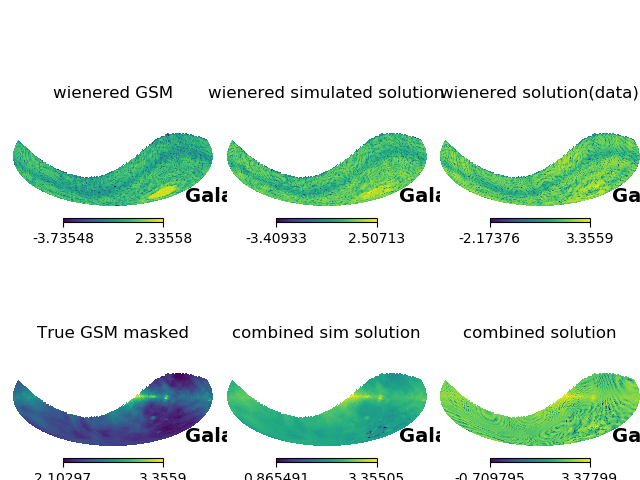 wienered GSM wienered simulated solution wienered solution(data)
Gala Gala Ga
-3.73548 2.33558 -3.40933 2.50713 -2.17376 3.3559
True GSM masked combined sim solution combined solution
Gala Gala Ga
2.10297 3.3559 0.865491 3.35505 -0.709795 3.37799